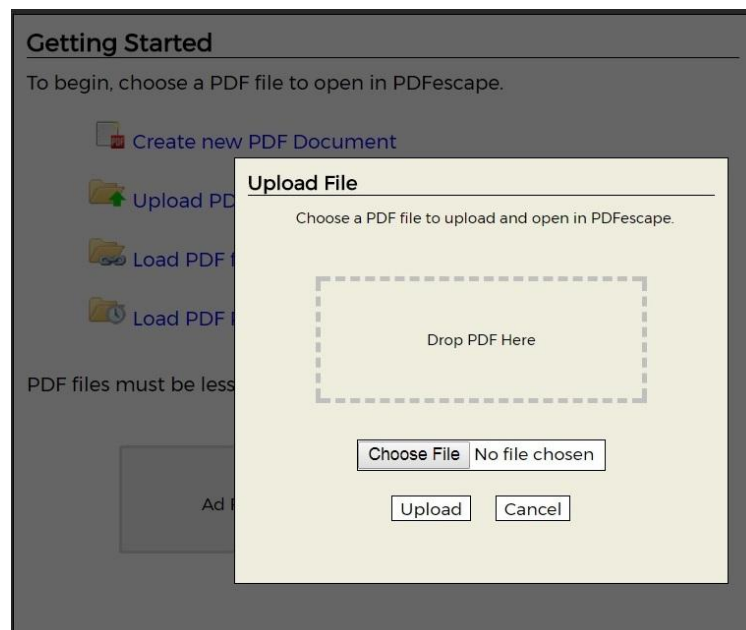 Getting Started
To begin, choose a PDF file to open in PDFescape.
Create new PDF Document
Upload PD
Load PDF f
Load PDF
PDF files must be less
Ad
Upload File
Choose a PDF file to upload and open in PDFescape.
Drop PDF Here
Choose File No file chosen
Upload Cancel